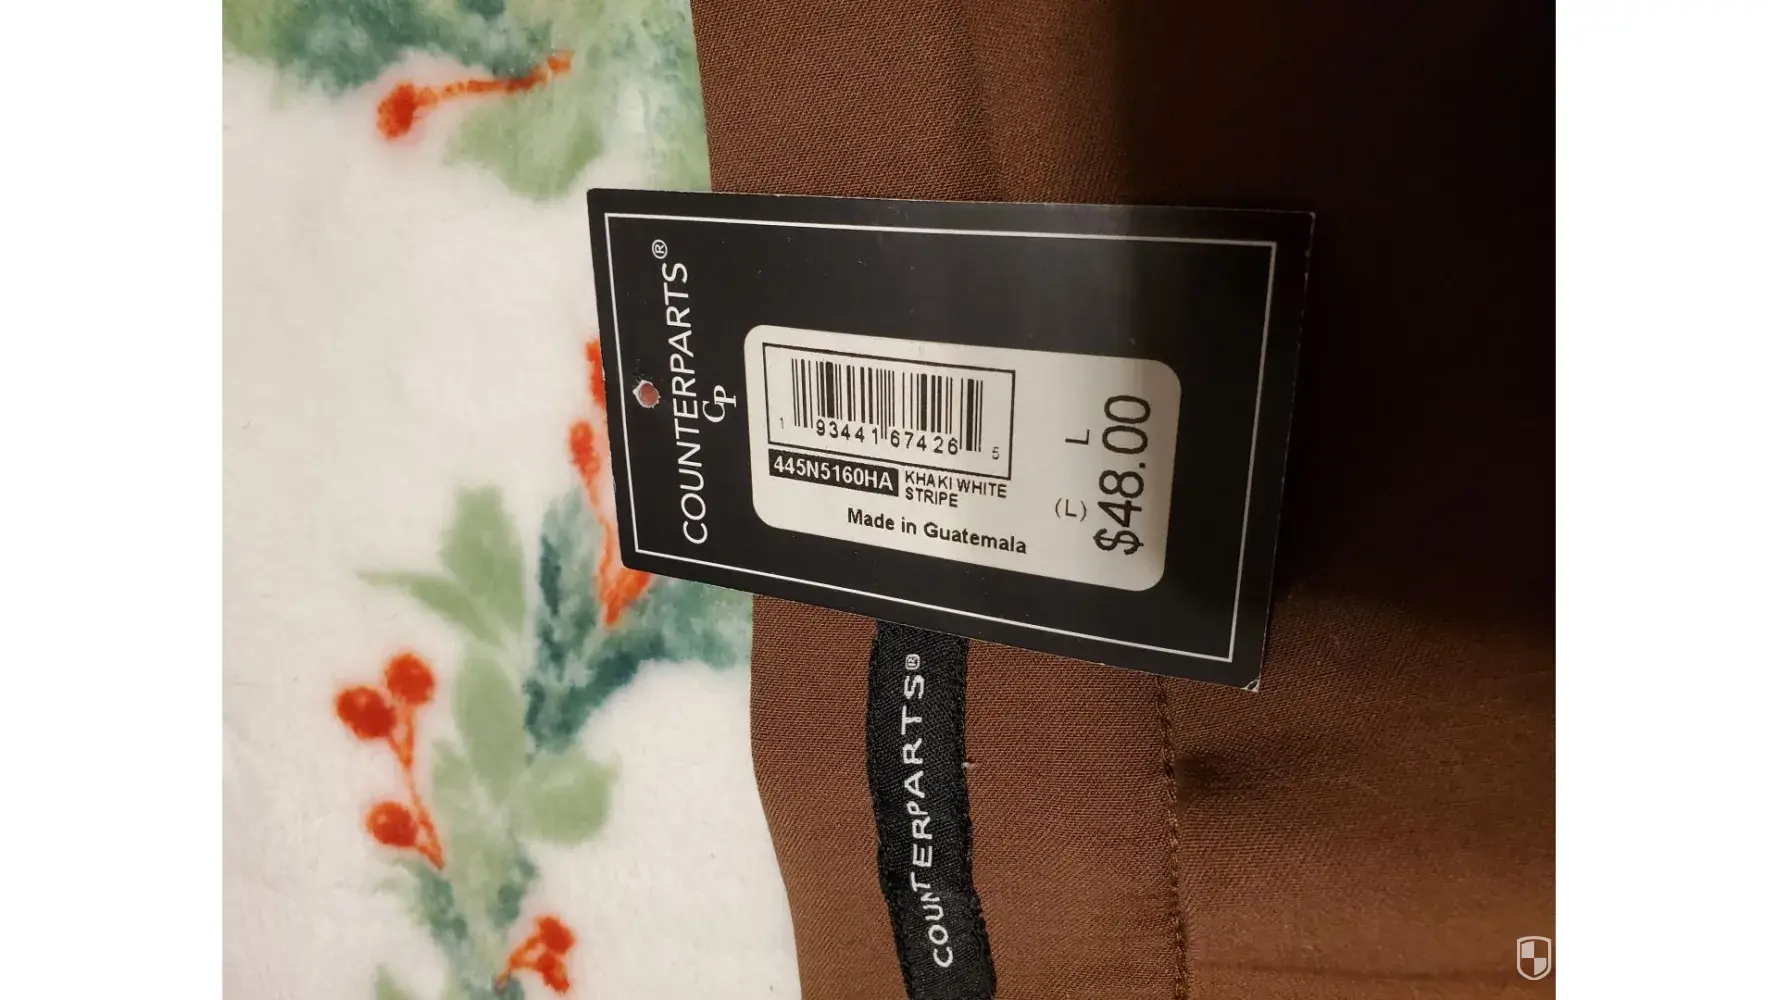 COUNTERPARTS®
CP
1 93441 67426 5
445N5160HA KHAKI WHITE
STRIPE
Made in Guatemala
L
(L)
$48.00
COUNTERPARTS®